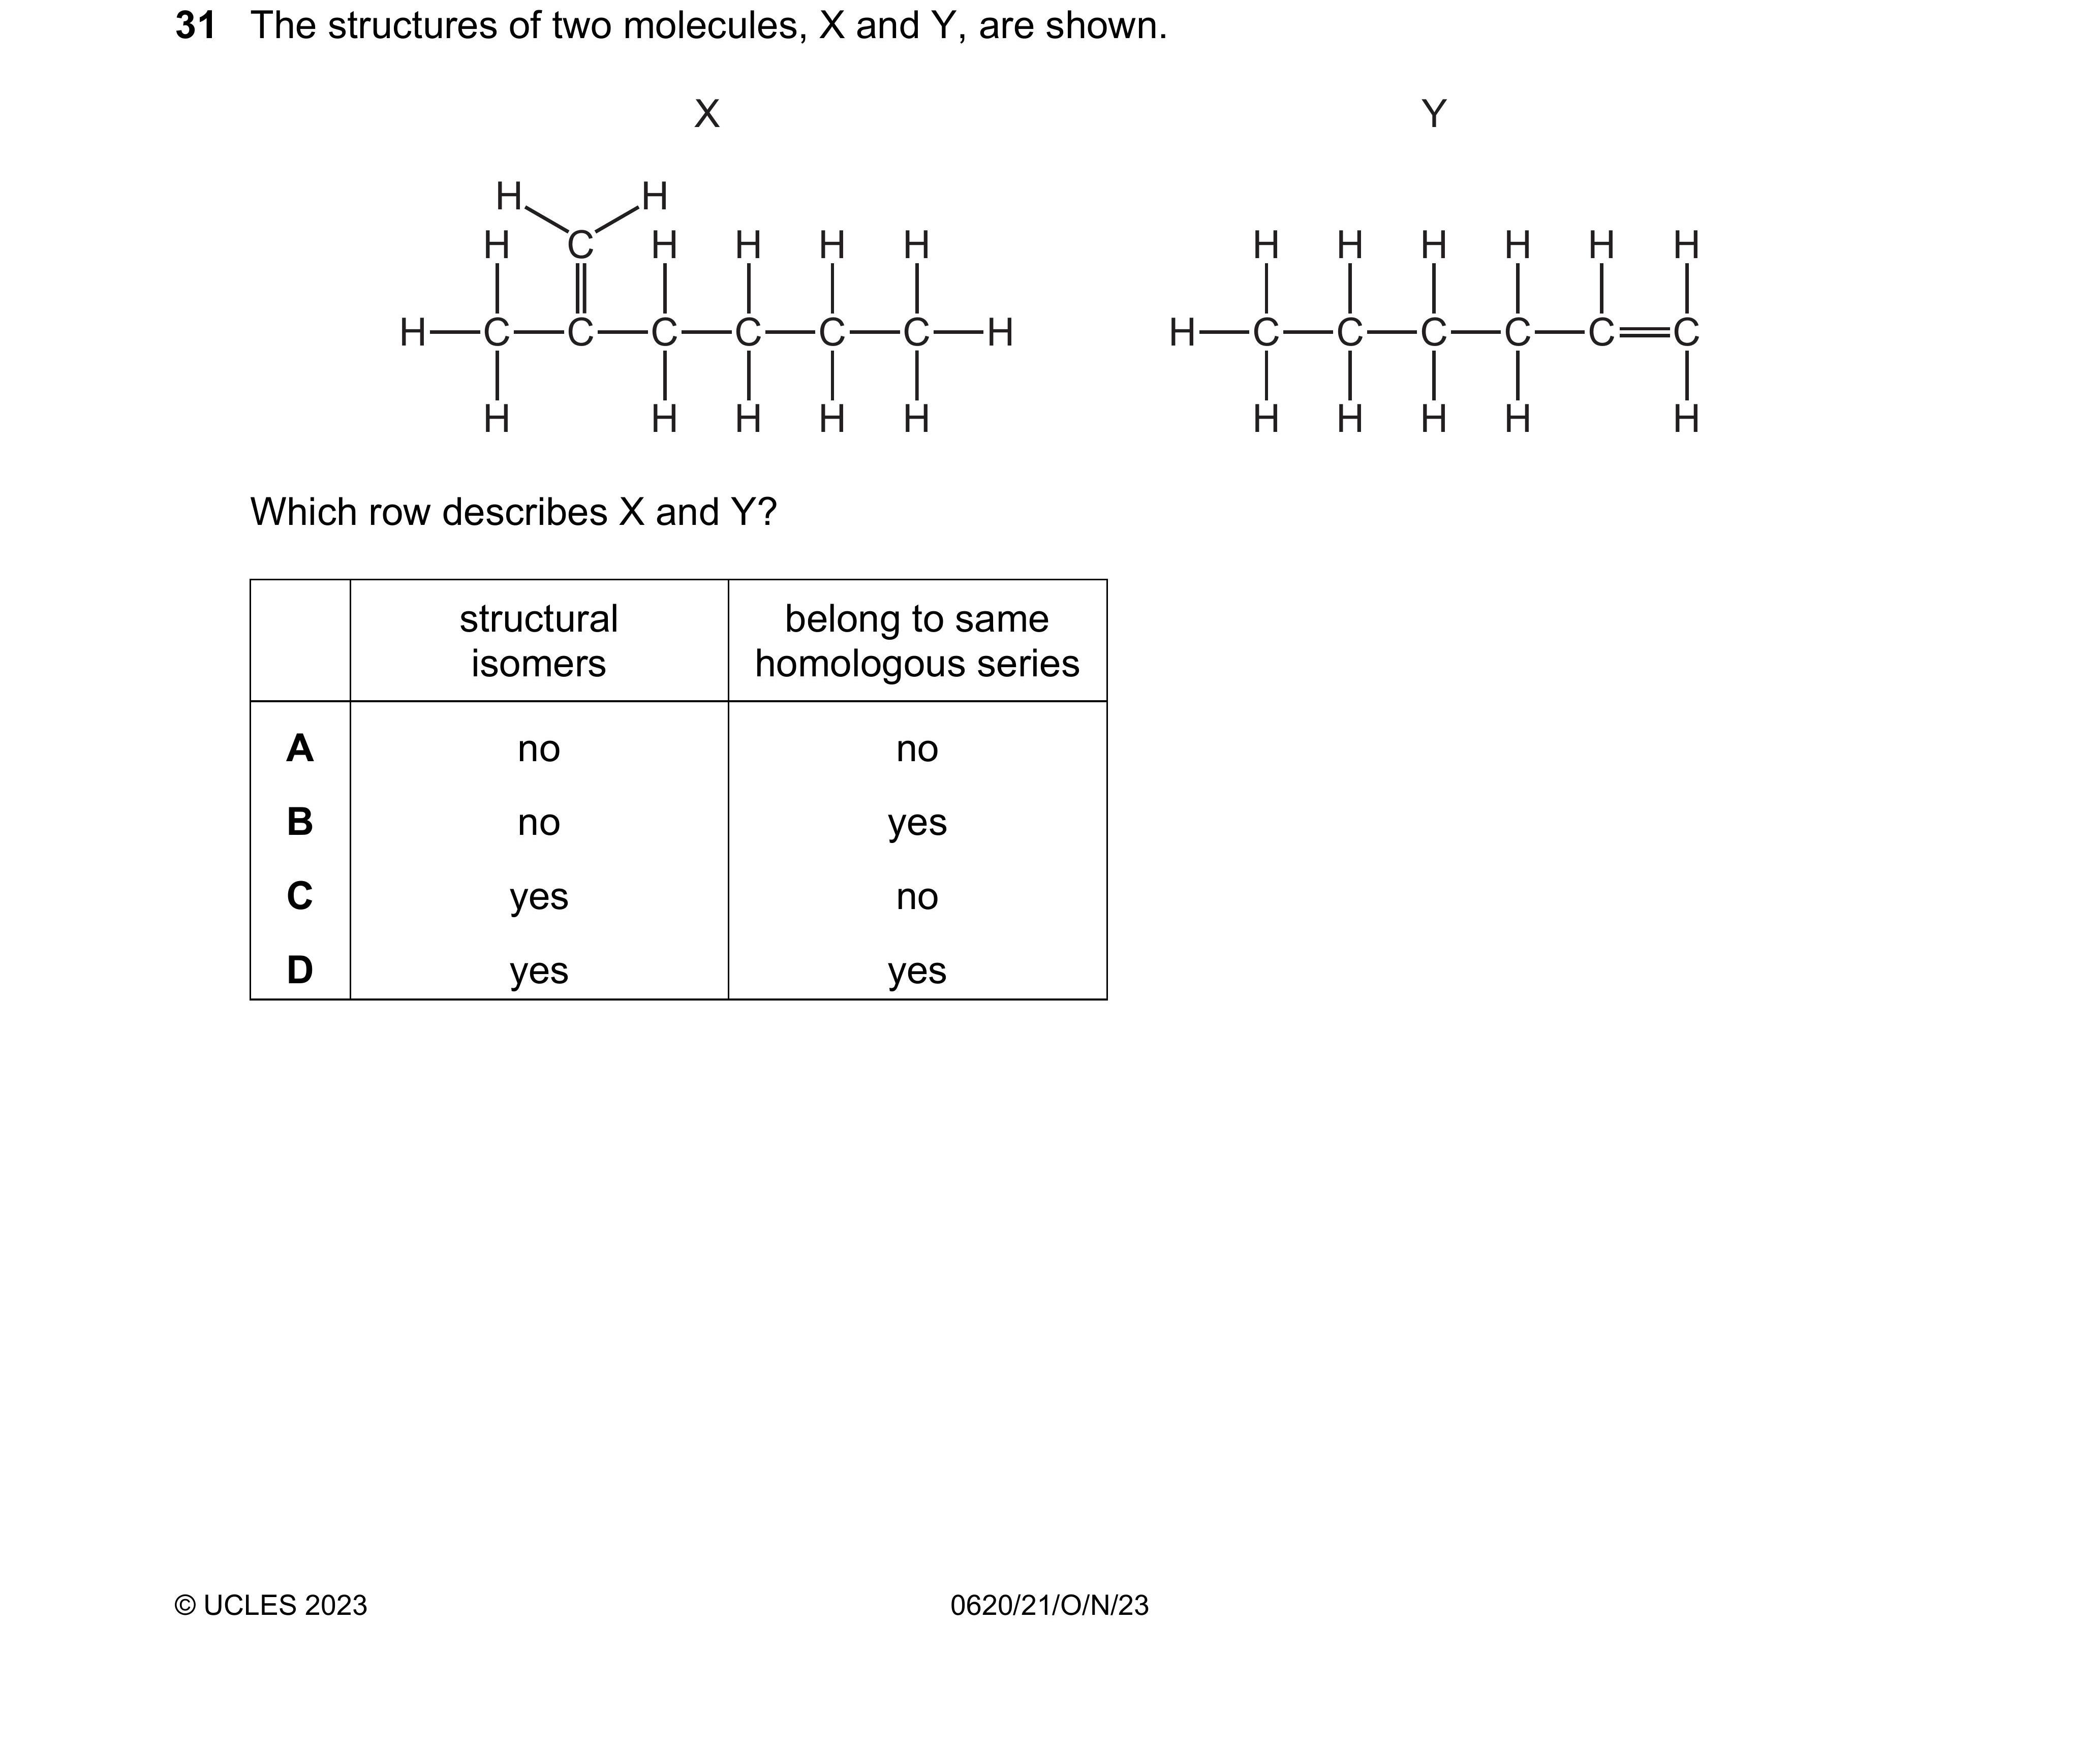 31 The structures of two molecules, X and Y, are shown.
X Y
H H
H C H H H H H H H H H H
H C C C C C C H H C C C C C C
H H H H H H H H H H
Which row describes X and Y?
structural belong to same
isomers homologous series
A no no
B no yes
C yes no
D yes yes
© UCLES 2023 0620/21/O/N/23